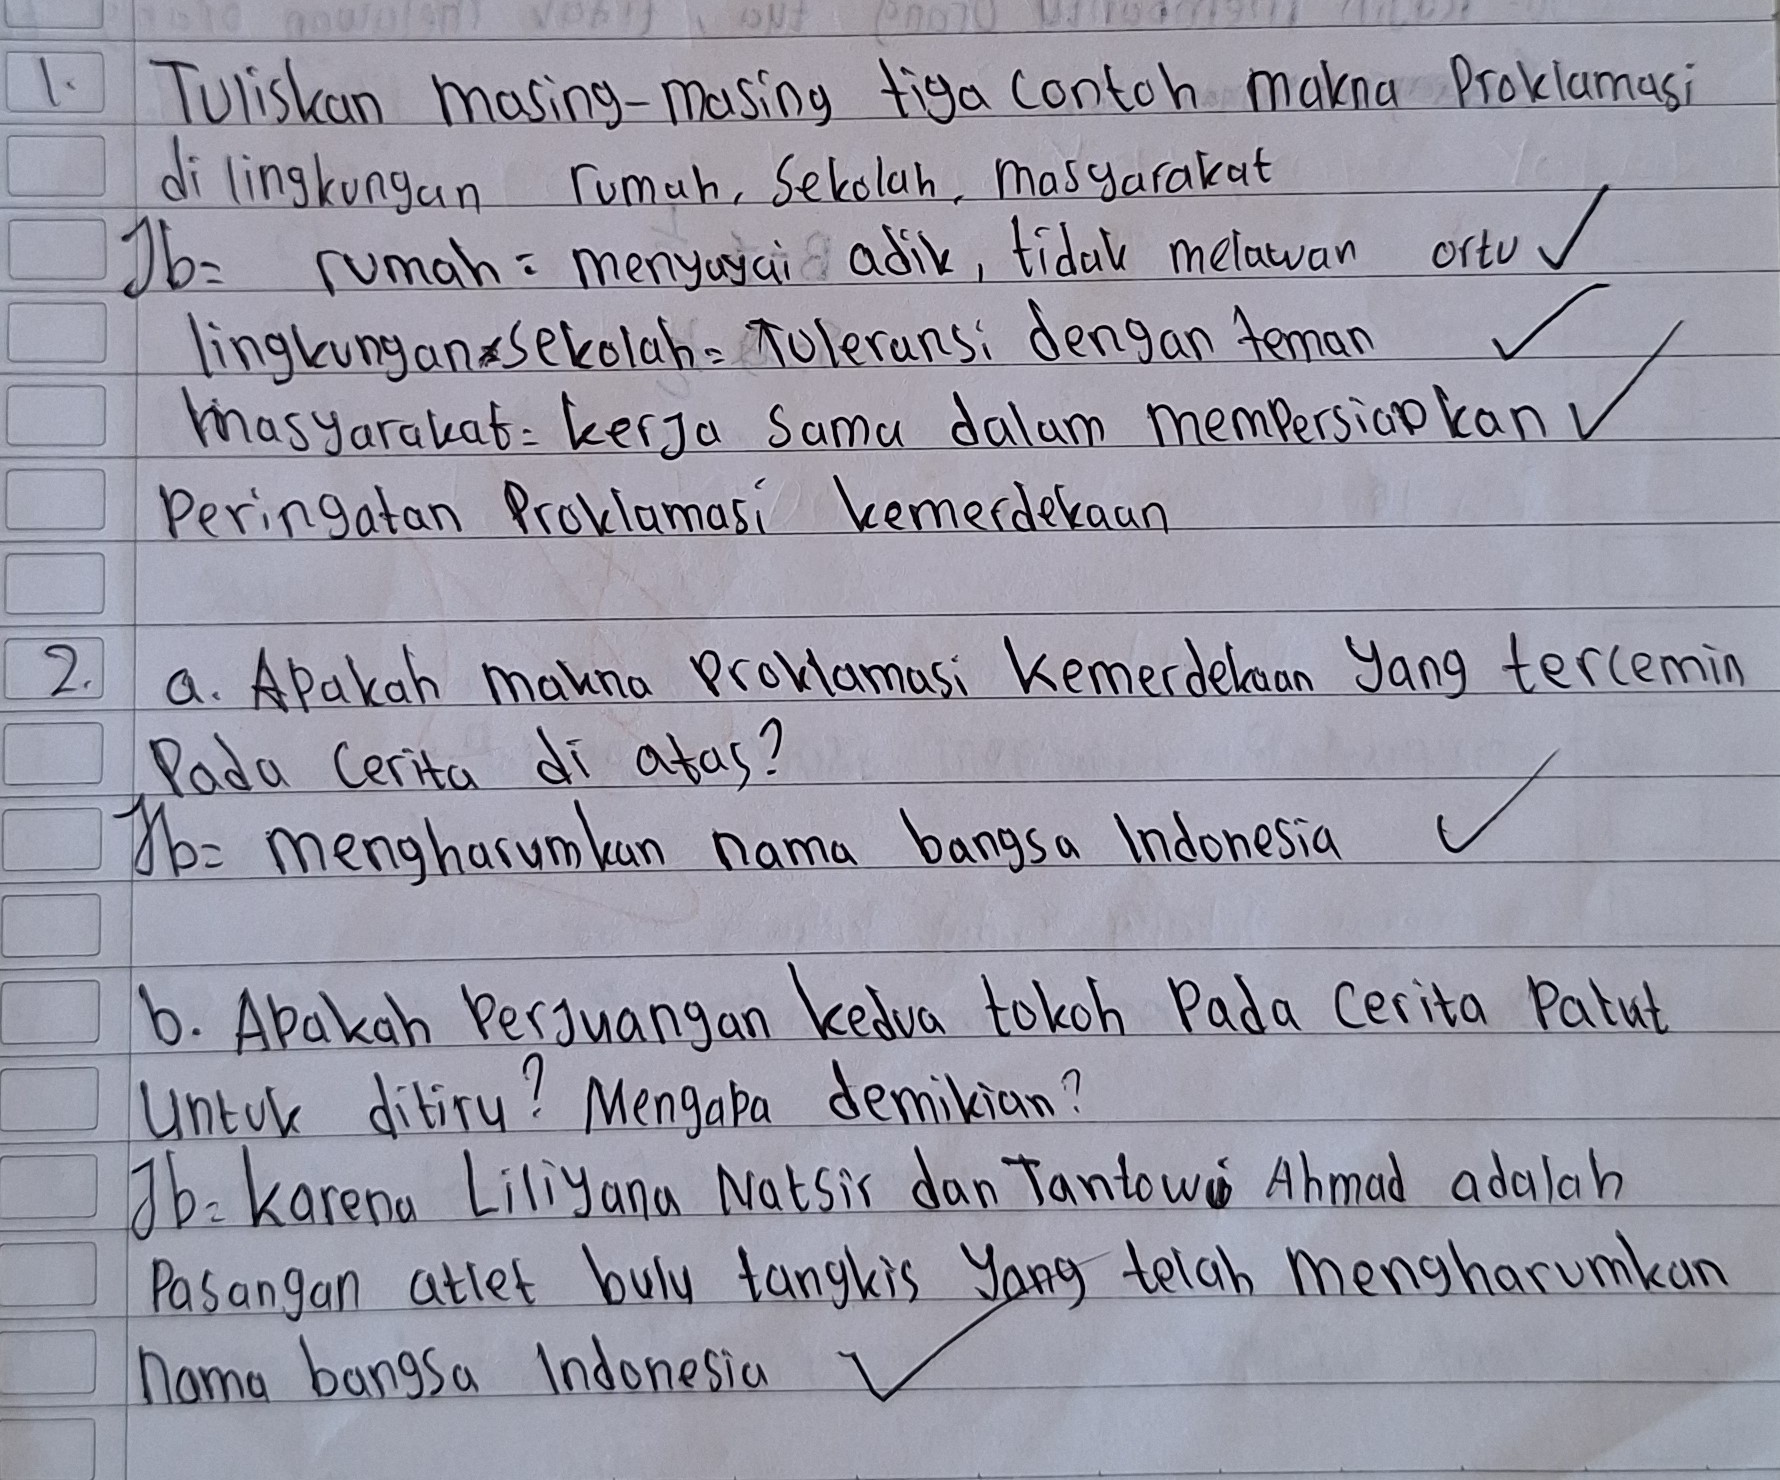 1. Tuliskan masing-masing tiga contoh makna Proklamasi
di lingkungan rumah, Sekolah, masyarakat
Jb= rumah = menyayai adik, tidak melawan ortu ✓
lingkungan sekolah = Toleransi dengan teman ✓
masyarakat = kerja sama dalam mempersiapkan ✓
Peringatan Proklamasi kemerdekaan
2. a. Apakah makna Proklamasi Kemerdekaan Yang tercemin
Pada Cerita di atas?
Jb= mengharumkan nama bangsa Indonesia ✓
b. Apakah Perjuangan kedua tokoh Pada Cerita Patut
Untuk ditiru? Mengapa demikian?
Jb= karena Liliyana Natsir dan Tantowi Ahmad adalah
Pasangan atlet bulu tangkis Yang telah mengharumkan
nama bangsa Indonesia ✓